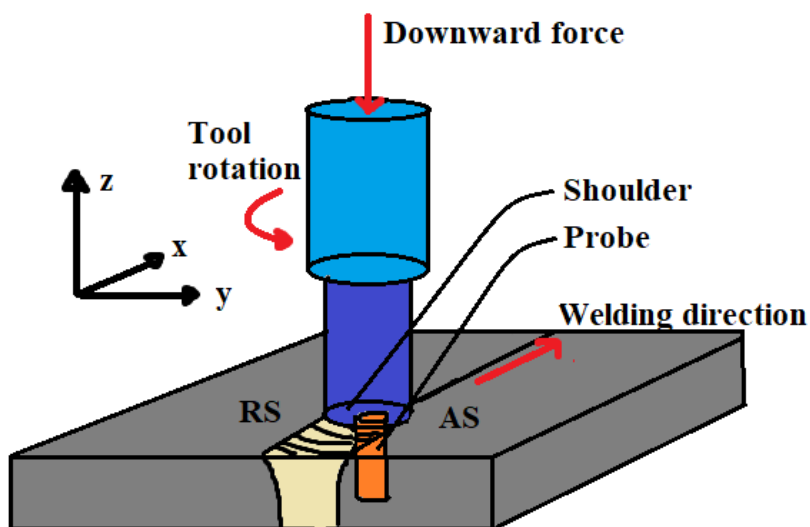 Downward force
Tool
rotation
Shoulder
Probe
z
x
y
Welding direction
RS
AS